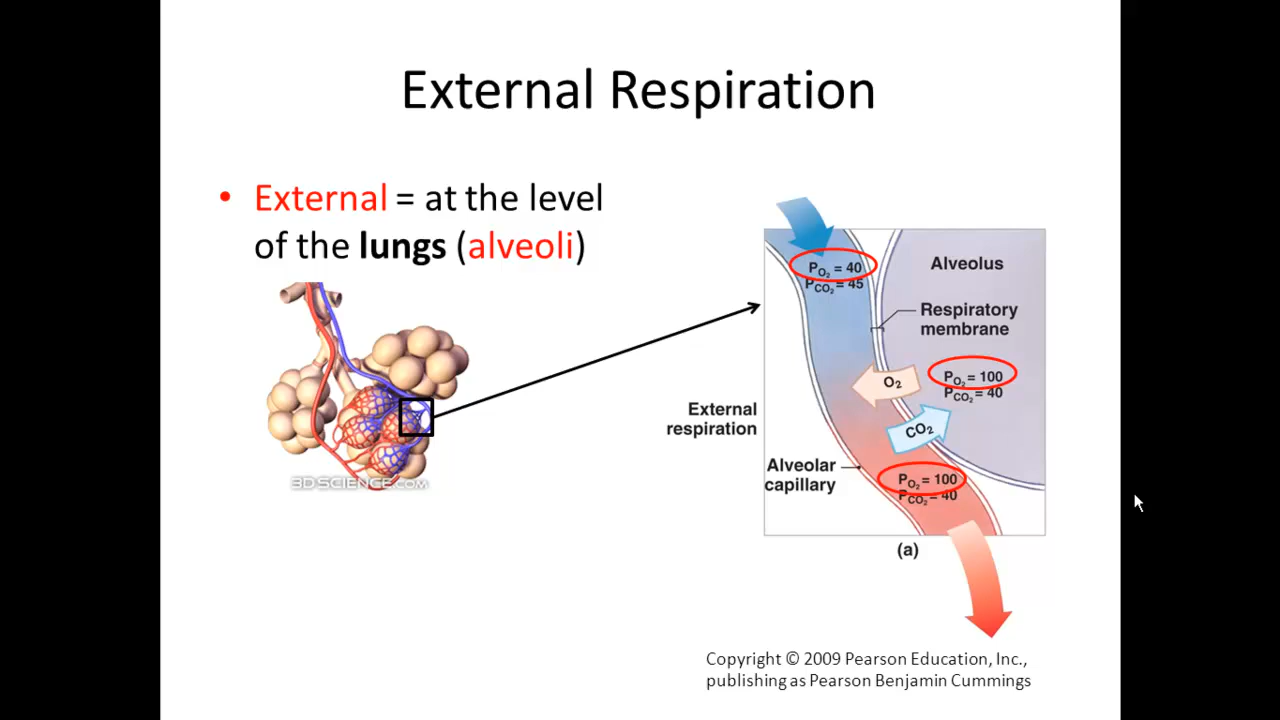 External Respiration
• External = at the level
of the lungs (alveoli)
3DSCIENCE.COM
PO₂ = 40
PCO₂ = 45
Alveolus
Respiratory
membrane
O₂
PO₂ = 100
PCO₂ = 40
External
respiration
CO₂
Alveolar
capillary
PO₂ = 100
PCO₂ = 40
(a)
Copyright © 2009 Pearson Education, Inc.,
publishing as Pearson Benjamin Cummings